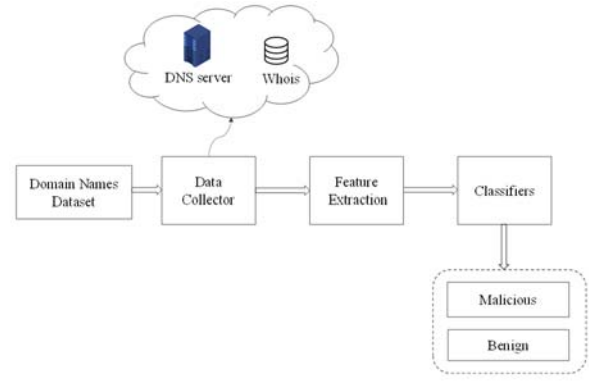 DNS server
Whois
Domain Names
Dataset
Data
Collector
Feature
Extraction
Classifiers
Malicious
Benign